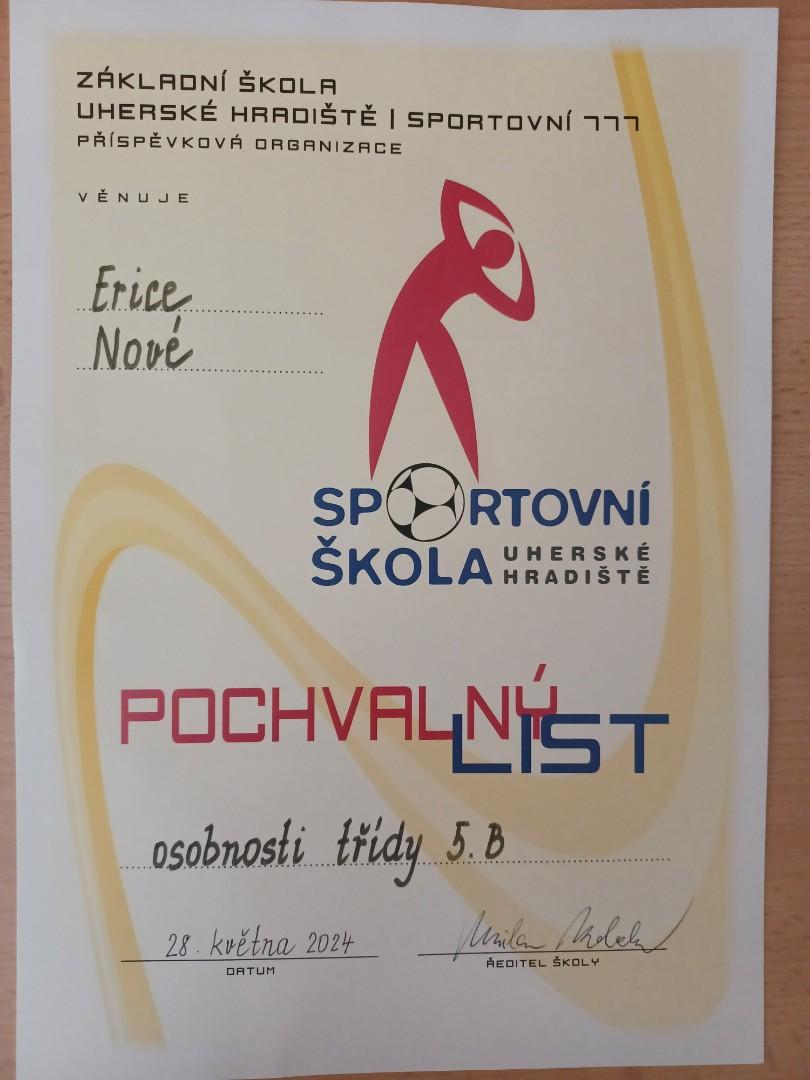 ZÁKLADNÍ ŠKOLA
UHERSKÉ HRADIŠTĚ | SPORTOVNÍ 777
PŘÍSPĚVKOVÁ ORGANIZACE
VĚNUJE
Erice
Nové
SPORTOVNÍ
ŠKOLA UHERSKÉ
HRADIŠTĚ
POCHVALNÝ
LIST
osobnosti třídy 5.B
28. května 2024
DATUM
Milan
ŘEDITEL ŠKOLY